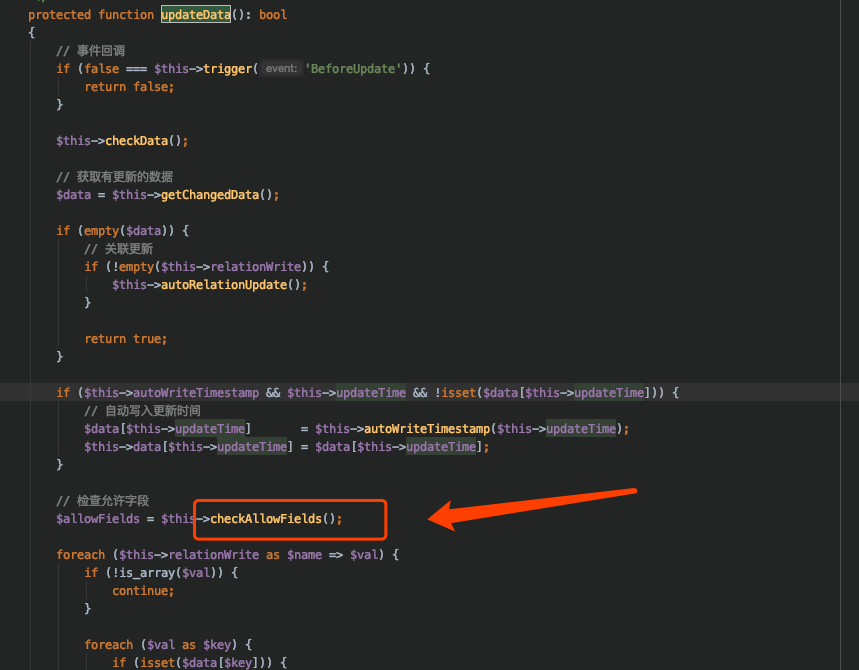 protected function updateData(): bool
{
// 事件回调
if (false === $this->trigger( event: 'BeforeUpdate')) {
return false;
}
$this->checkData();
// 获取有更新的数据
$data = $this->getChangedData();
if (empty($data)) {
// 关联更新
if (!empty($this->relationWrite)) {
$this->autoRelationUpdate();
}
return true;
}
if ($this->autoWriteTimestamp && $this->updateTime && !isset($data[$this->updateTime])) {
// 自动写入更新时间
$data[$this->updateTime] = $this->autoWriteTimestamp($this->updateTime);
$this->data[$this->updateTime] = $data[$this->updateTime];
}
// 检查允许字段
$allowFields = $this->checkAllowFields();
foreach ($this->relationWrite as $name => $val) {
if (!is_array($val)) {
continue;
}
foreach ($val as $key) {
if (isset($data[$key])) {